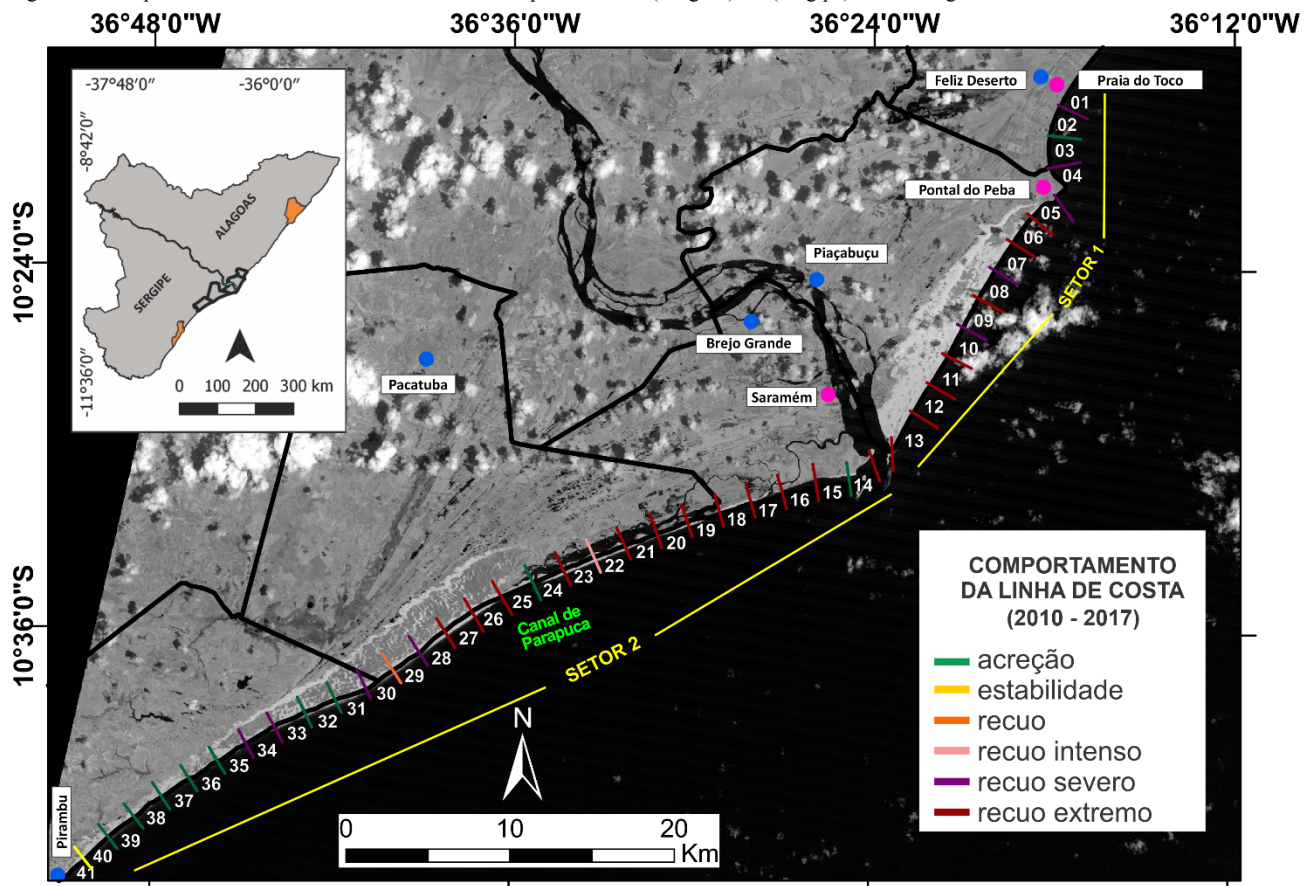 36°48'0"W
36°36'0"W
36°24'0"W
36°12'0"W
-37°48'0"
-36°0'0"
-8°42'0"
-11°36'0"
ALAGOAS
SERGIPE
0 100 200 300 km
10°24'0"S
10°36'0"S
Feliz Deserto
Praia do Toco
Pontal do Peba
Piaçabuçu
Brejo Grande
Pacatuba
Saramém
Pirambu
01
02
03
04
05
06
07
08
09
10
11
12
13
14
15
16
17
18
19
20
21
22
23
24
25
26
27
28
29
30
31
32
33
34
35
36
37
38
39
40
41
SETOR 1
SETOR 2
Canal de
Parapuca
N
0 10 20
Km
COMPORTAMENTO
DA LINHA DE COSTA
(2010 - 2017)
acreção
estabilidade
recuo
recuo intenso
recuo severo
recuo extremo